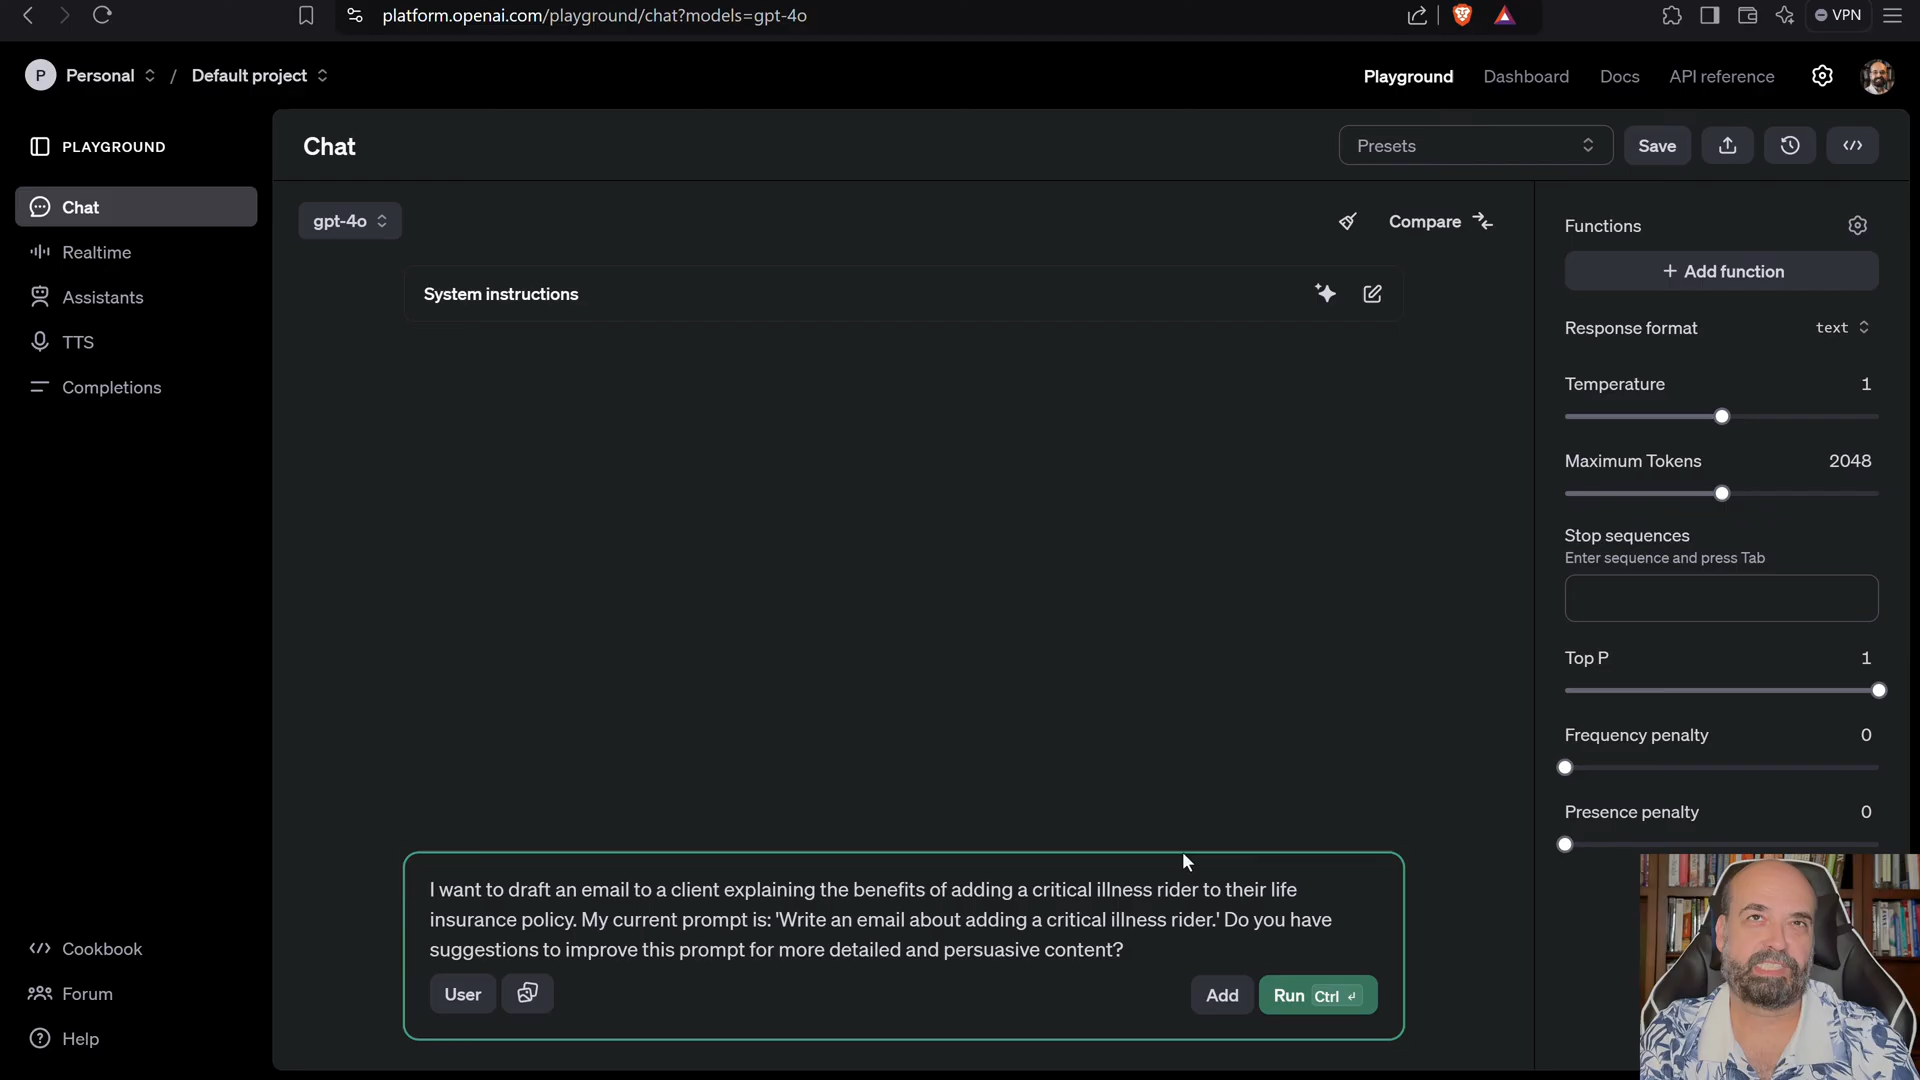 platform.openai.com/playground/chat?models=gpt-4o
VPN
P Personal / Default project
Playground Dashboard Docs API reference
PLAYGROUND
Chat
Realtime
Assistants
TTS
Completions
Cookbook
Forum
Help
Chat
Presets
Save
gpt-4o
Compare
System instructions
I want to draft an email to a client explaining the benefits of adding a critical illness rider to their life
insurance policy. My current prompt is: 'Write an email about adding a critical illness rider.' Do you have
suggestions to improve this prompt for more detailed and persuasive content?
User
Add
Run Ctrl ↵
Functions
+ Add function
Response format text
Temperature 1
Maximum Tokens 2048
Stop sequences
Enter sequence and press Tab
Top P 1
Frequency penalty 0
Presence penalty 0